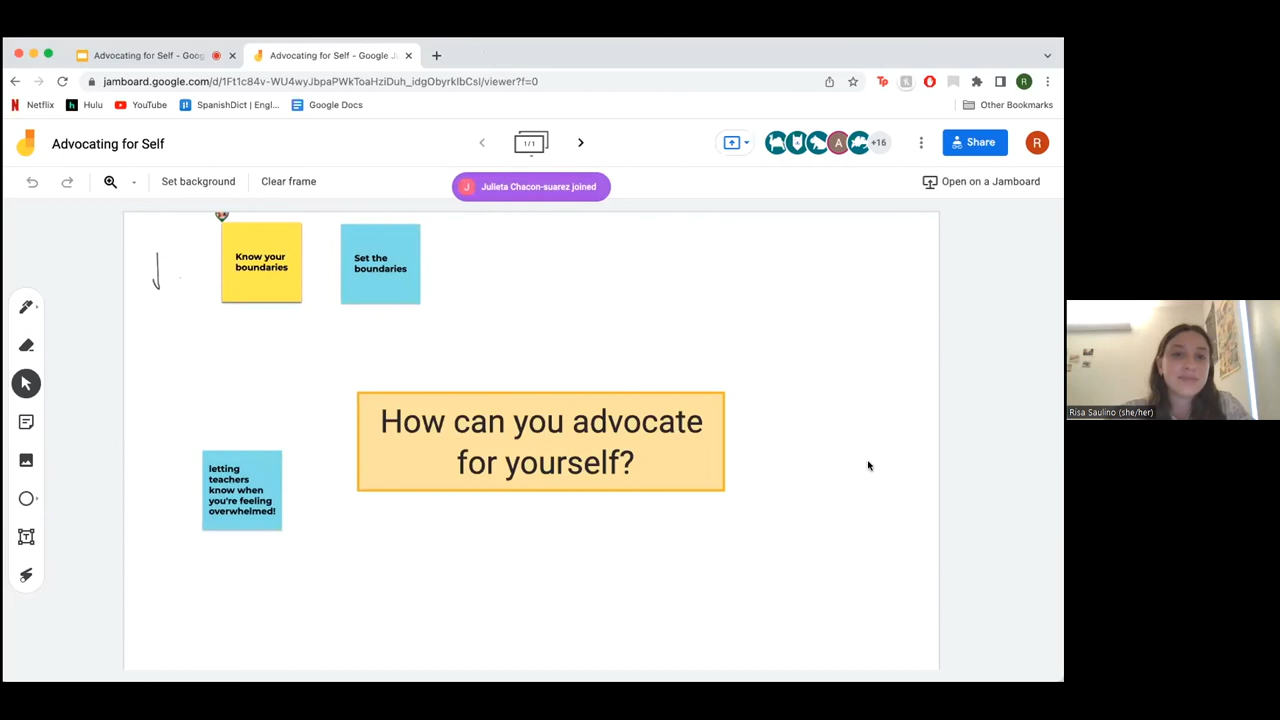 Advocating for Self - Goog
Advocating for Self - Google J
jamboard.google.com/d/1Ft1c84v-WU4wyJbpaPWkToaHziDuh_idgObyrkIbCsI/viewer?f=0
Netflix
Hulu
YouTube
SpanishDict | Engl...
Google Docs
Other Bookmarks
Advocating for Self
1/1
A
+16
Share
R
Set background
Clear frame
J
Julieta Chacon-suarez joined
Open on a Jamboard
Know your
boundaries
Set the
boundaries
How can you advocate
for yourself?
letting
teachers
know when
you're feeling
overwhelmed!
Risa Saulino (she/her)